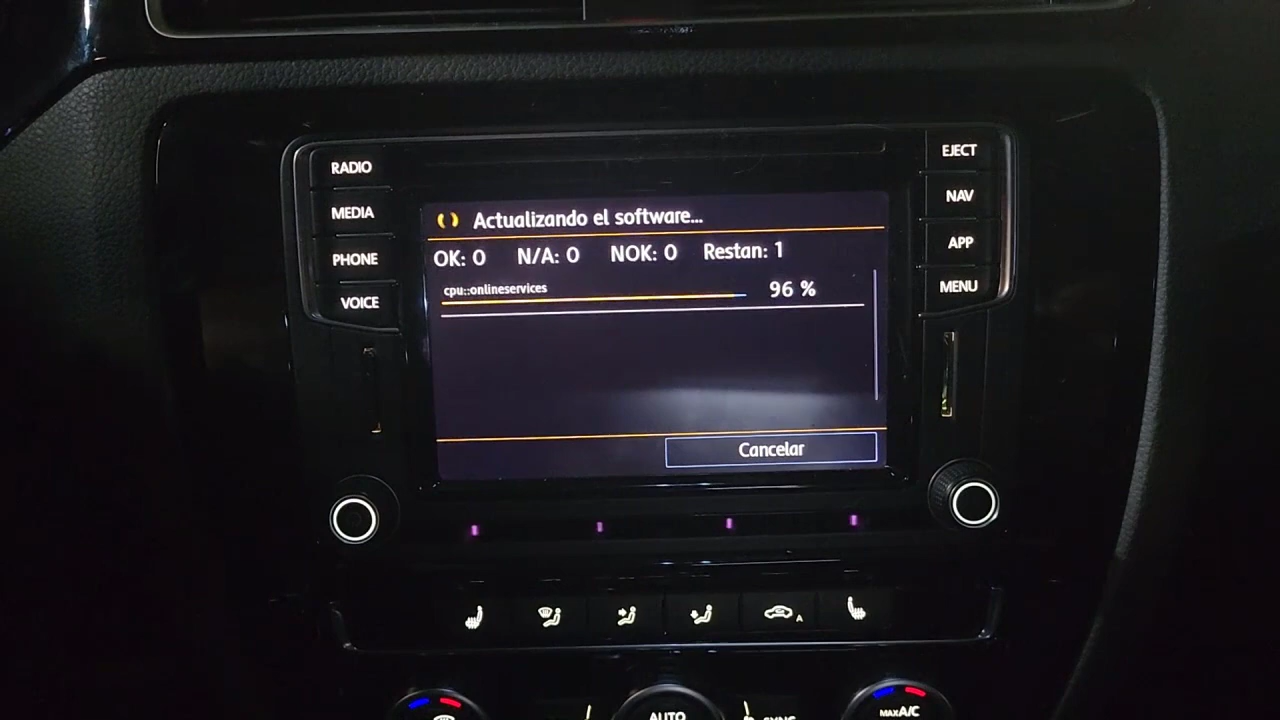 RADIO
MEDIA
PHONE
VOICE
EJECT
NAV
APP
MENU
Actualizando el software...
OK: 0 N/A: 0 NOK: 0 Restan: 1
cpu::onlineservices 96 %
Cancelar
A
AUTO
SYNC
MAX A/C